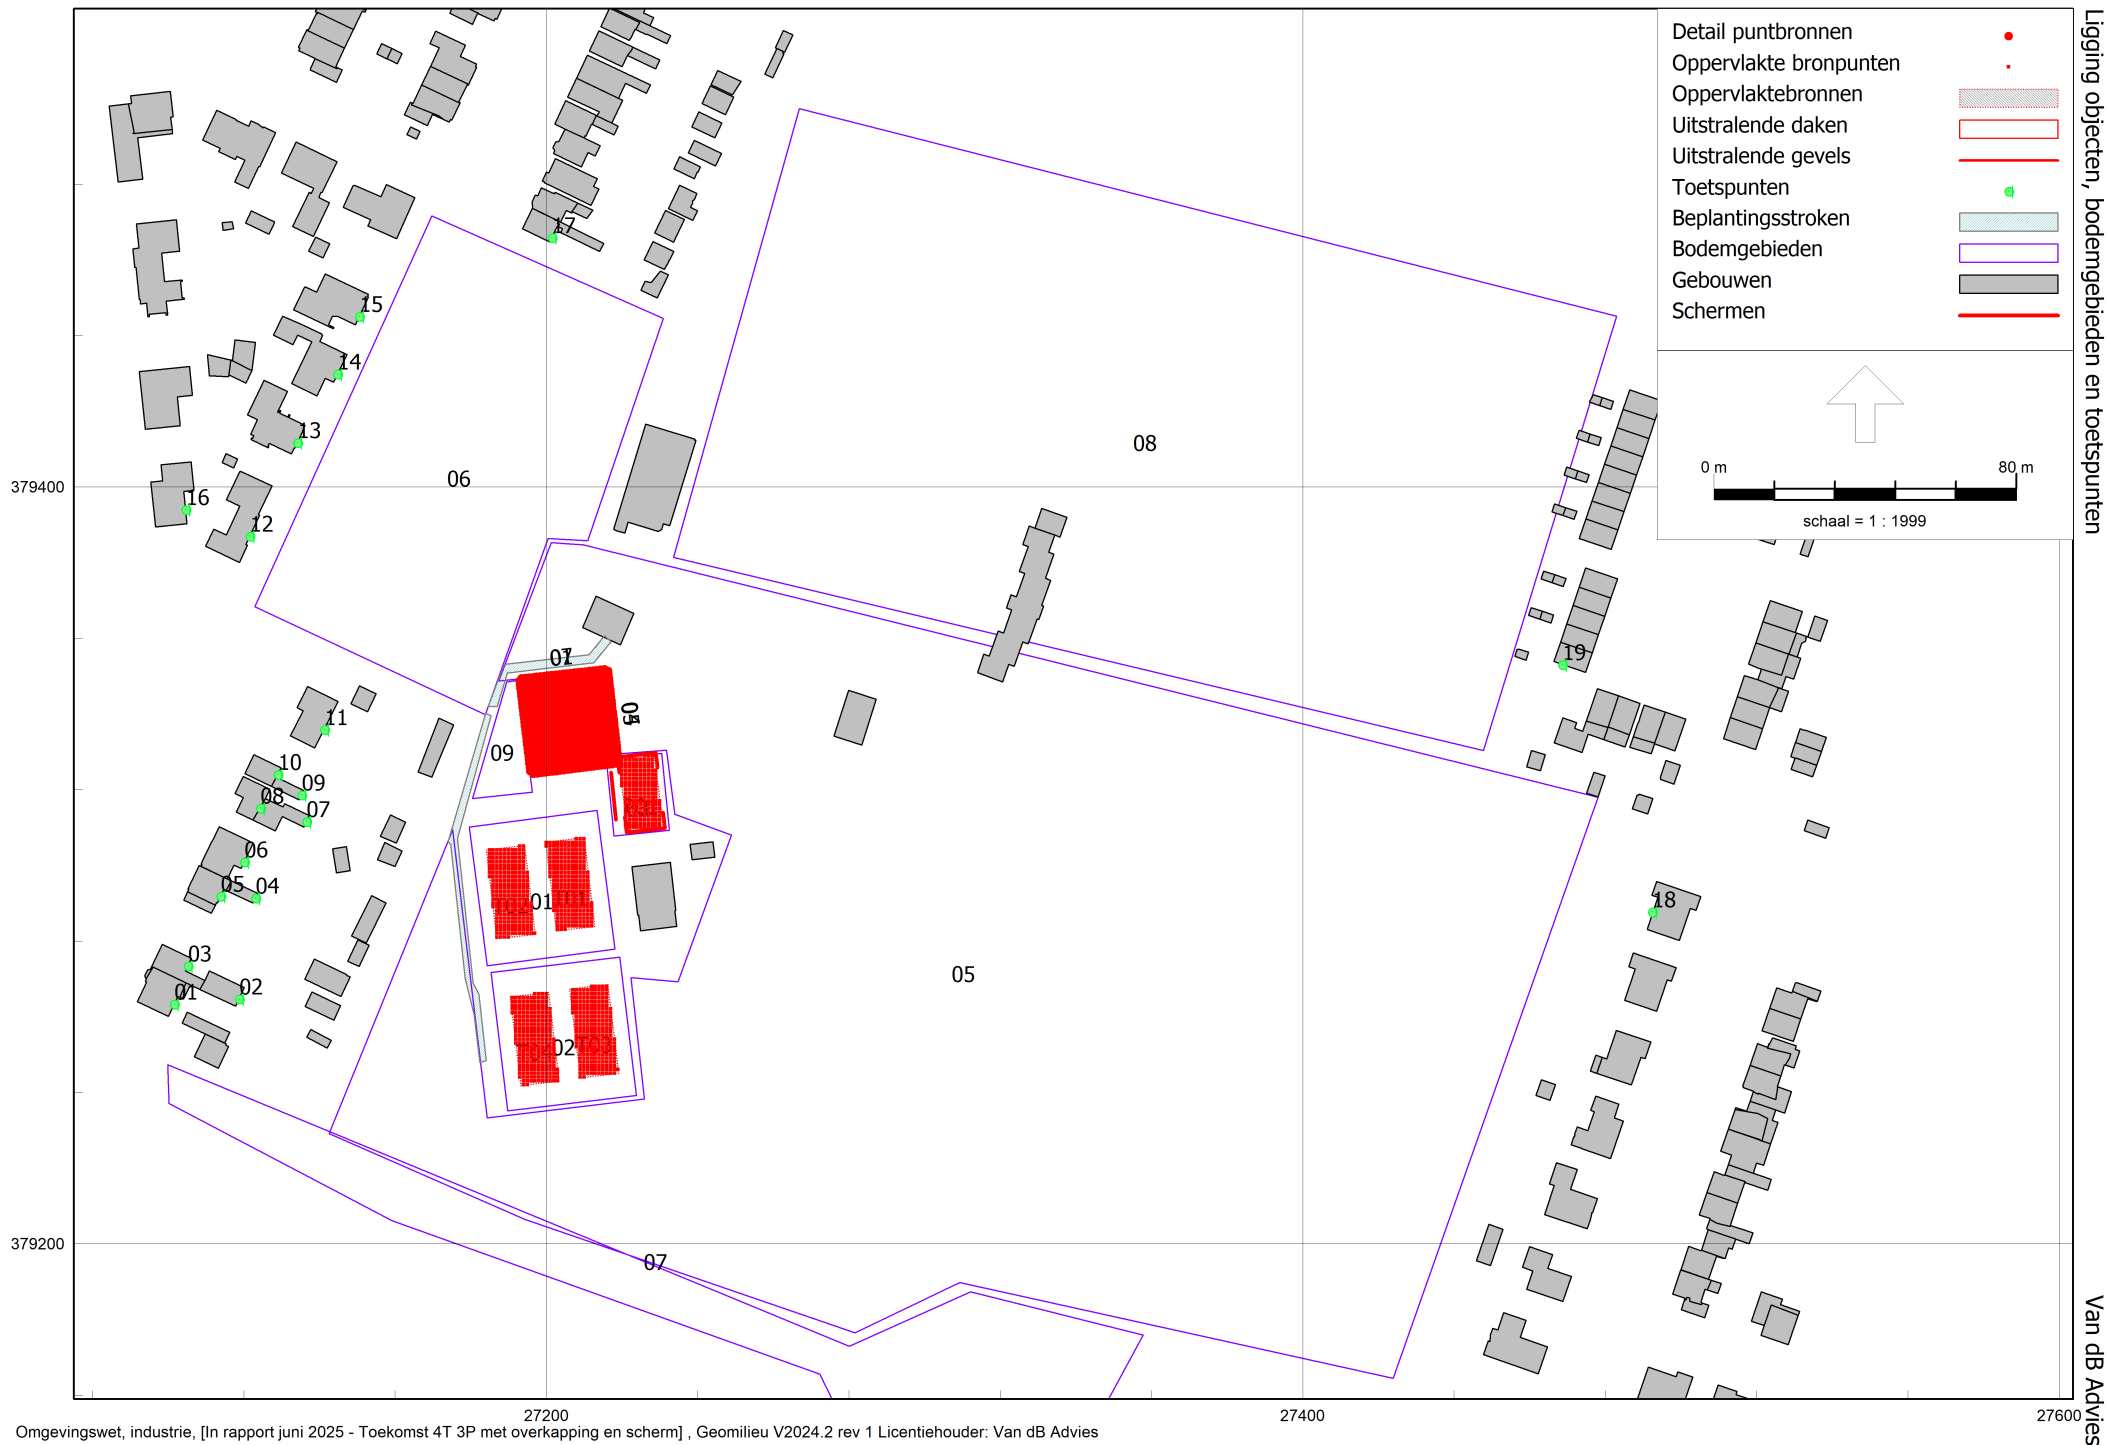 Detail puntbronnen
Oppervlakte bronpunten
Oppervlaktebronnen
Uitstralende daken
Uitstralende gevels
Toetspunten
Beplantingsstroken
Bodemgebieden
Gebouwen
Schermen
0 m 80 m
schaal = 1 : 1999
Ligging objecten, bodemgebieden en toetspunten
Van dB Advies
17
15
14
13
08
379400
06
16
12
19
11
09
10
09
08
07
06
05
04
01
18
03
02
01
05
02
379200
07
27200
27400
27600
Omgevingswet, industrie, [In rapport juni 2025 - Toekomst 4T 3P met overkapping en scherm] , Geomilieu V2024.2 rev 1 Licentiehouder: Van dB Advies